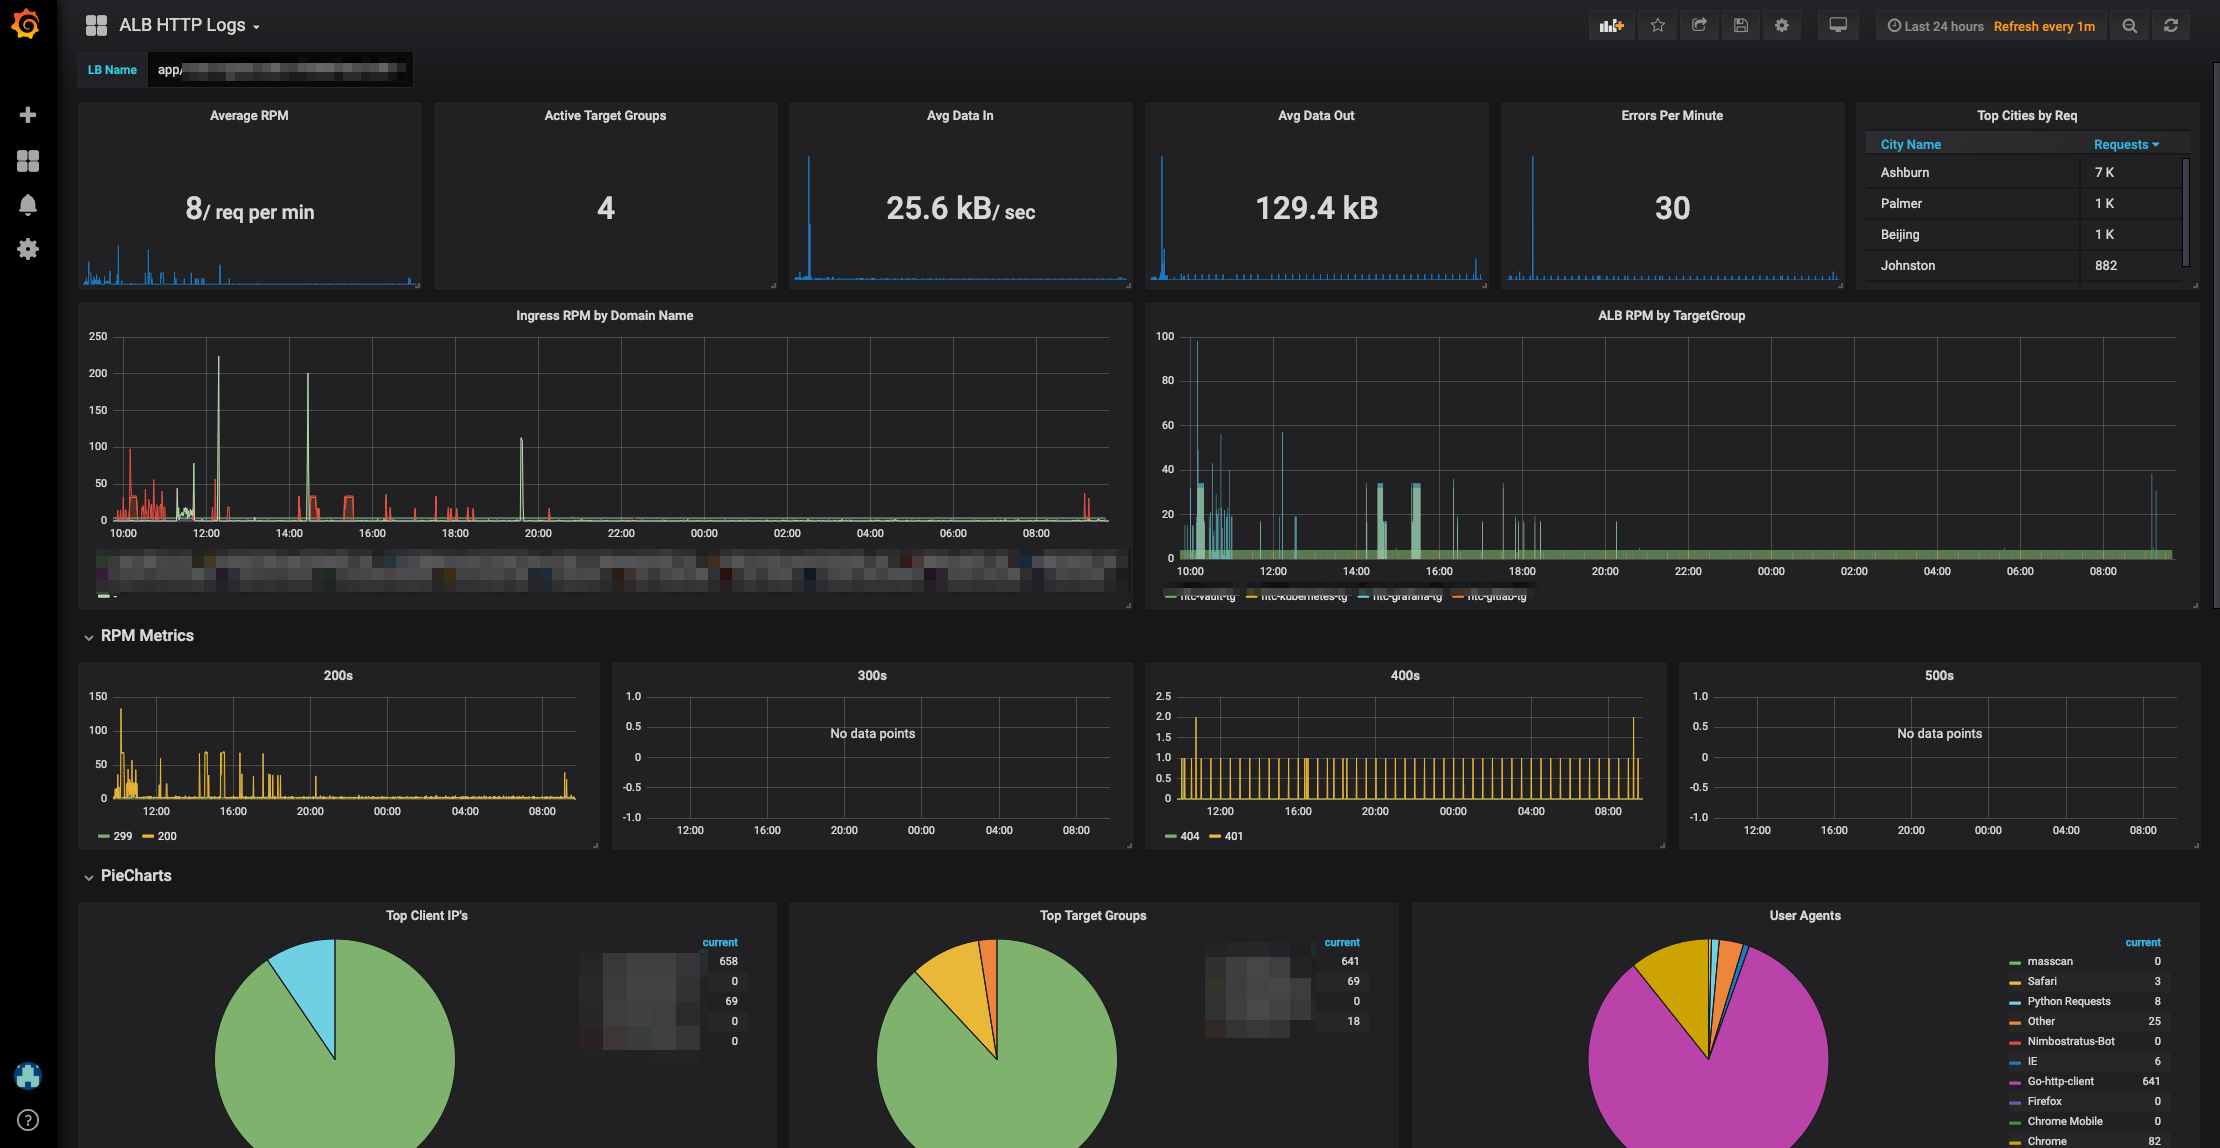 ALB HTTP Logs
Last 24 hours Refresh every 1m
LB Name app/
Average RPM
8/ req per min
Active Target Groups
4
Avg Data In
25.6 kB/ sec
Avg Data Out
129.4 kB
Errors Per Minute
30
Top Cities by Req
City Name Requests
Ashburn 7 K
Palmer 1 K
Beijing 1 K
Johnston 882
Ingress RPM by Domain Name
250
200
150
100
50
0
10:00 12:00 14:00 16:00 18:00 20:00 22:00 00:00 02:00 04:00 06:00 08:00
-
ALB RPM by TargetGroup
100
80
60
40
20
0
10:00 12:00 14:00 16:00 18:00 20:00 22:00 00:00 02:00 04:00 06:00 08:00
ntc-vault-tg ntc-kubernetes-tg ntc-grafana-tg ntc-gitlab-tg
RPM Metrics
200s
150
100
50
0
12:00 16:00 20:00 00:00 04:00 08:00
299 200
300s
1.0
0.5
0
-0.5
-1.0
No data points
12:00 16:00 20:00 00:00 04:00 08:00
400s
2.5
2.0
1.5
1.0
0.5
0
12:00 16:00 20:00 00:00 04:00 08:00
404 401
500s
1.0
0.5
0
-0.5
-1.0
No data points
12:00 16:00 20:00 00:00 04:00 08:00
PieCharts
Top Client IP's
current
658
0
69
0
0
Top Target Groups
current
641
69
0
18
User Agents
current
masscan 0
Safari 3
Python Requests 8
Other 25
Nimbostratus-Bot 0
IE 6
Go-http-client 641
Firefox 0
Chrome Mobile 0
Chrome 82
?